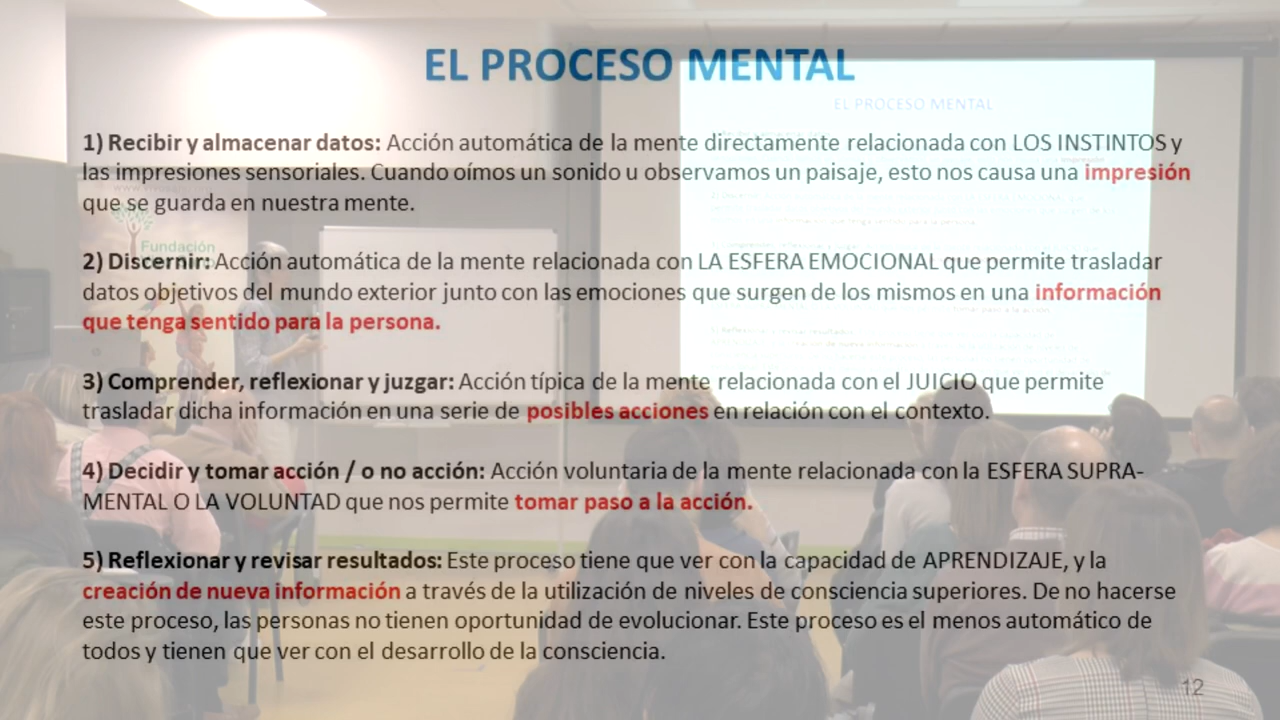 EL PROCESO MENTAL
EL PROCESO MENTAL
1) Recibir y almacenar datos: Acción automática de la mente directamente relacionada con LOS INSTINTOS y
las impresiones sensoriales. Cuando oímos un sonido u observamos un paisaje, esto nos causa una impresión
que se guarda en nuestra mente.
Fundación
2) Discernir: Acción automática de la mente relacionada con LA ESFERA EMOCIONAL que permite trasladar
datos objetivos del mundo exterior junto con las emociones que surgen de los mismos en una información
que tenga sentido para la persona.
3) Comprender, reflexionar y juzgar: Acción típica de la mente relacionada con el JUICIO que permite
trasladar dicha información en una serie de posibles acciones en relación con el contexto.
4) Decidir y tomar acción / o no acción: Acción voluntaria de la mente relacionada con la ESFERA SUPRA-
MENTAL O LA VOLUNTAD que nos permite tomar paso a la acción.
5) Reflexionar y revisar resultados: Este proceso tiene que ver con la capacidad de APRENDIZAJE, y la
creación de nueva información a través de la utilización de niveles de consciencia superiores. De no hacerse
este proceso, las personas no tienen oportunidad de evolucionar. Este proceso es el menos automático de
todos y tienen que ver con el desarrollo de la consciencia.
12